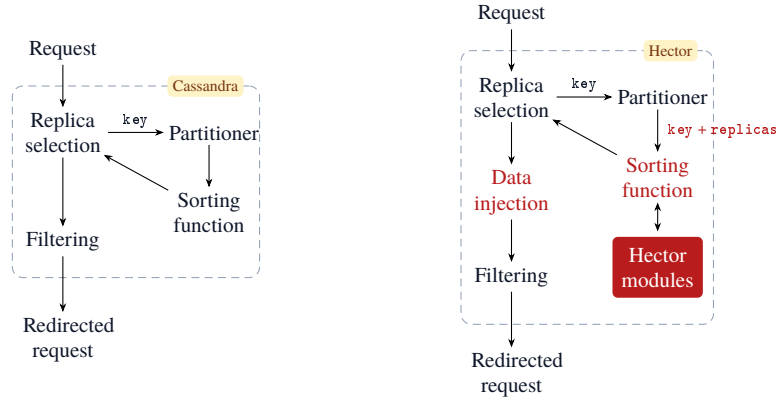 Request
Cassandra
Replica
selection
key
Partitioner
Sorting
function
Filtering
Redirected
request
Request
Hector
Replica
selection
key
Partitioner
key + replicas
Data
injection
Sorting
function
Filtering
Hector
modules
Redirected
request